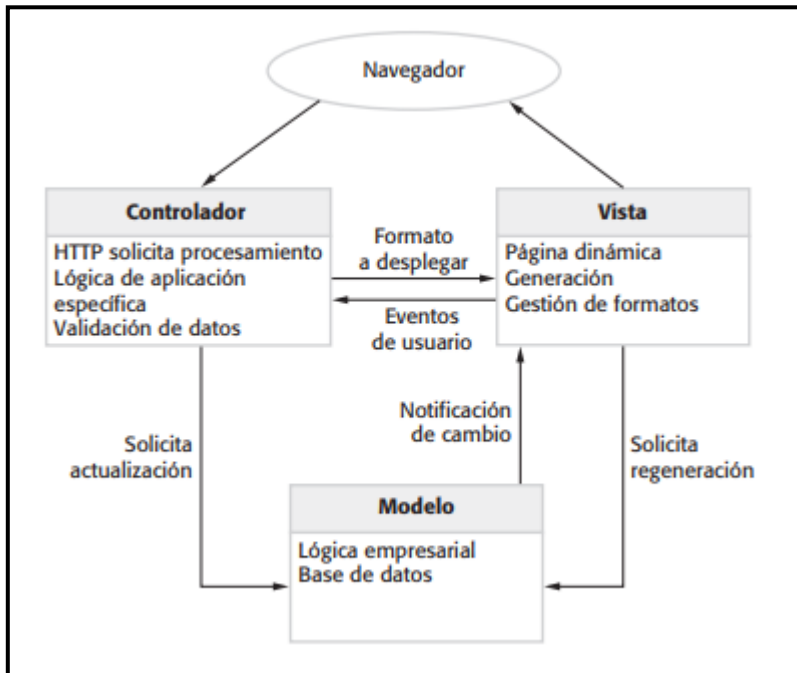 Navegador
Controlador
HTTP solicita procesamiento
Lógica de aplicación
específica
Validación de datos
Formato
a desplegar
Eventos
de usuario
Vista
Página dinámica
Generación
Gestión de formatos
Solicita
actualización
Notificación
de cambio
Solicita
regeneración
Modelo
Lógica empresarial
Base de datos